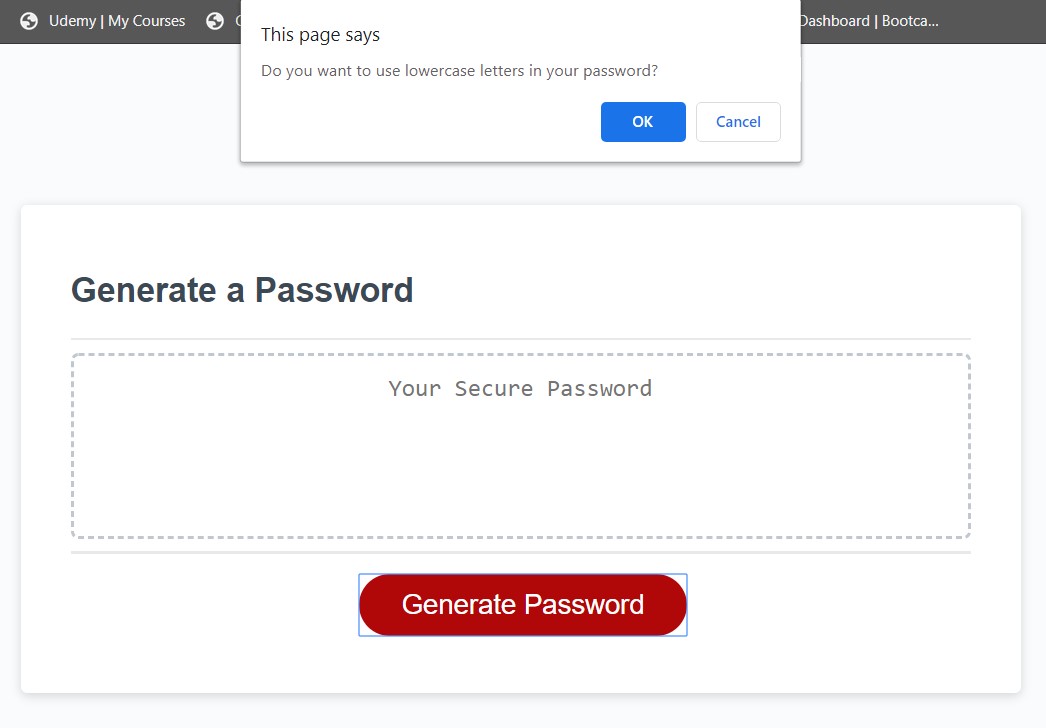 Udemy | My Courses
Dashboard | Bootca...
This page says
Do you want to use lowercase letters in your password?
OK
Cancel
Generate a Password
Your Secure Password
Generate Password